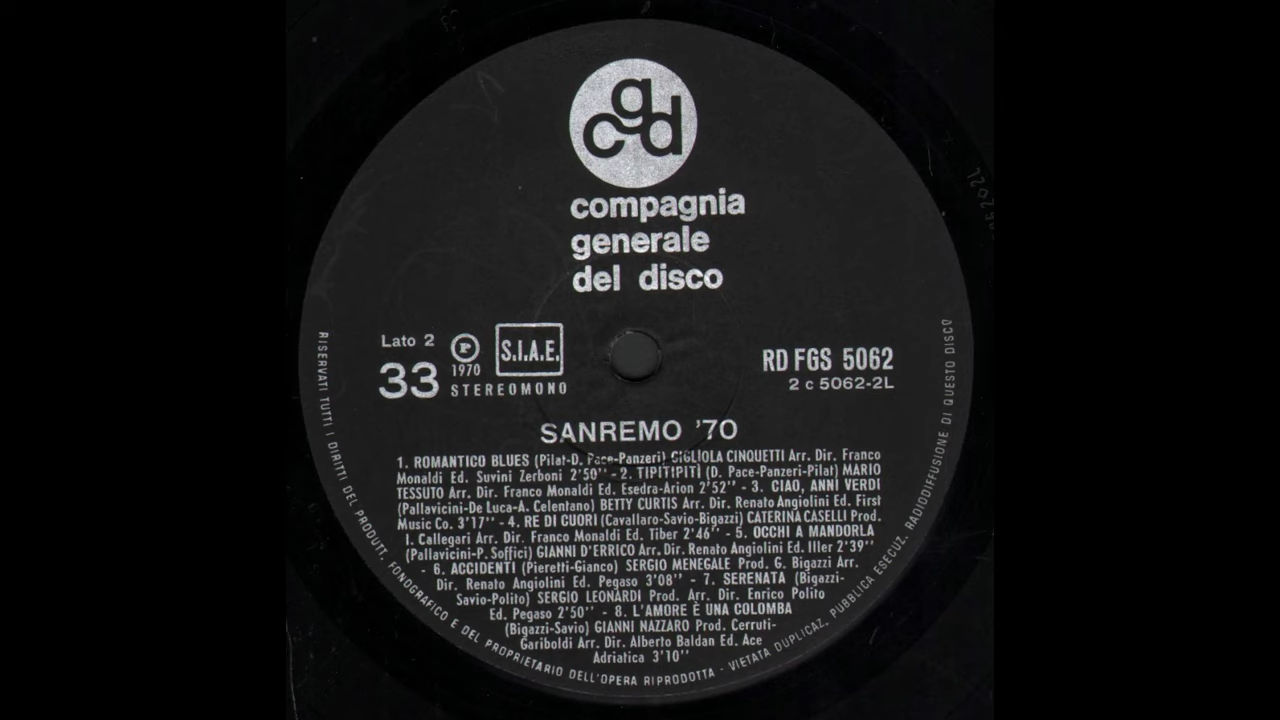 cgd
compagnia
generale
del disco
Lato 2
33
P
1970
S.I.A.E.
STEREOMONO
RD FGS 5062
2 c 5062-2L
SANREMO '70
1. ROMANTICO BLUES (Pilat-D. Pace-Panzeri) GIGLIOLA CINQUETTI Arr. Dir. Franco
Monaldi Ed. Suvini Zerboni 2'50" - 2. TIPITIPITÌ (D. Pace-Panzeri-Pilat) MARIO
TESSUTO Arr. Dir. Franco Monaldi Ed. Esedra-Arion 2'52" - 3. CIAO, ANNI VERDI
(Pallavicini-De Luca-A. Celentano) BETTY CURTIS Arr. Dir. Renato Angiolini Ed. First
Music Co. 3'17" - 4. RE DI CUORI (Cavallaro-Savio-Bigazzi) CATERINA CASELLI Prod.
I. Callegari Arr. Dir. Franco Monaldi Ed. Tiber 2'46" - 5. OCCHI A MANDORLA
(Pallavicini-P. Soffici) GIANNI D'ERRICO Arr. Dir. Renato Angiolini Ed. Iller 2'39"
- 6. ACCIDENTI (Pieretti-Gianco) SERGIO MENEGALE Prod. G. Bigazzi Arr.
Dir. Renato Angiolini Ed. Pegaso 3'08" - 7. SERENATA (Bigazzi-
Savio-Polito) SERGIO LEONARDI Prod. Arr. Dir. Enrico Polito
Ed. Pegaso 2'50" - 8. L'AMORE È UNA COLOMBA
(Bigazzi-Savio) GIANNI NAZZARO Prod. Cerruti-
Gariboldi Arr. Dir. Alberto Baldan Ed. Ace
Adriatica 3'10"
RISERVATI TUTTI I DIRITTI DEL PRODUTT. FONOGRAFICO E DEL PROPRIETARIO DELL'OPERA RIPRODOTTA - VIETATA DUPLICAZ. PUBBLICA ESECUZ. RADIODIFFUSIONE DI QUESTO DISCO